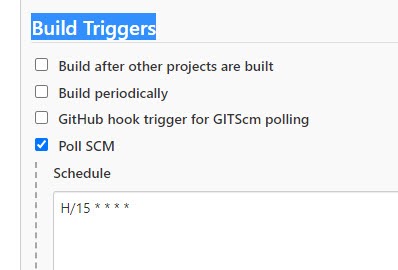 Build Triggers
Build after other projects are built
Build periodically
GitHub hook trigger for GITScm polling
Poll SCM
Schedule
H/15 * * * *